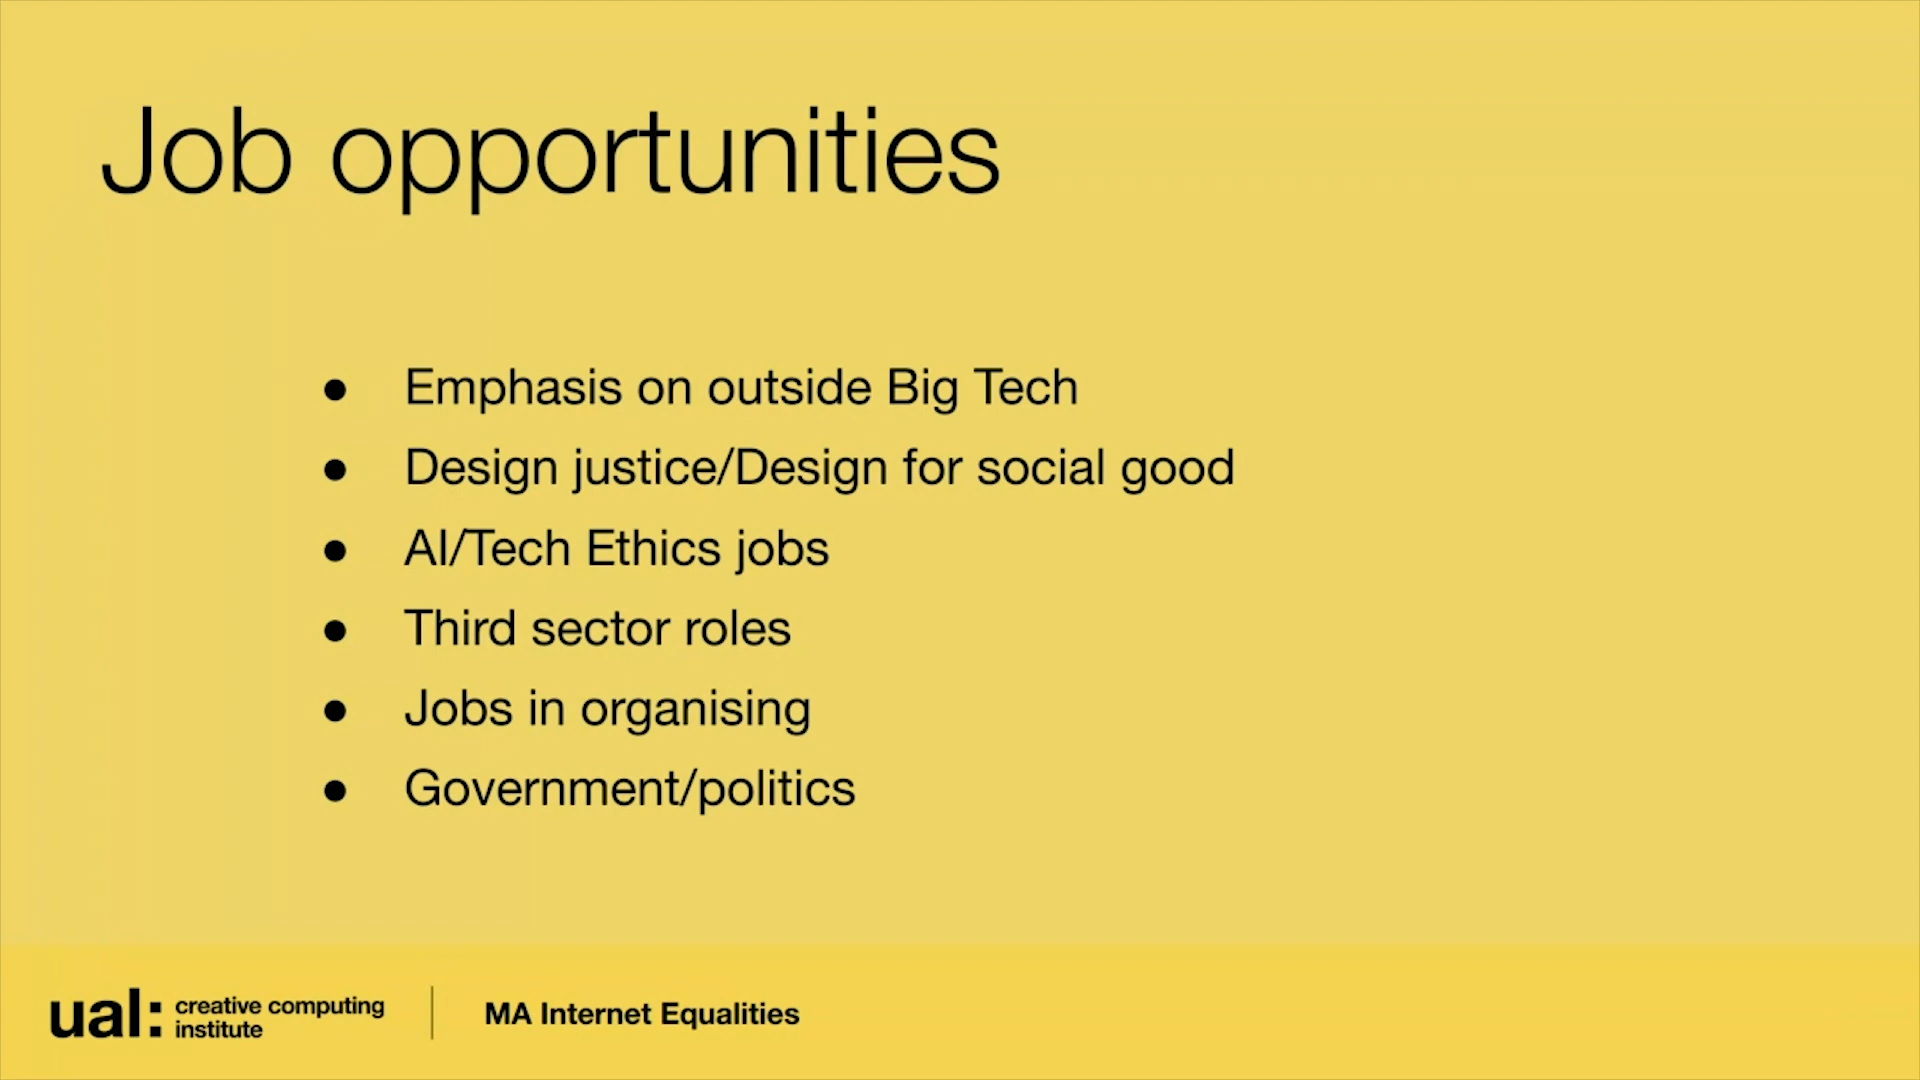 Job opportunities
● Emphasis on outside Big Tech
● Design justice/Design for social good
● AI/Tech Ethics jobs
● Third sector roles
● Jobs in organising
● Government/politics
ual: creative computing
institute
MA Internet Equalities